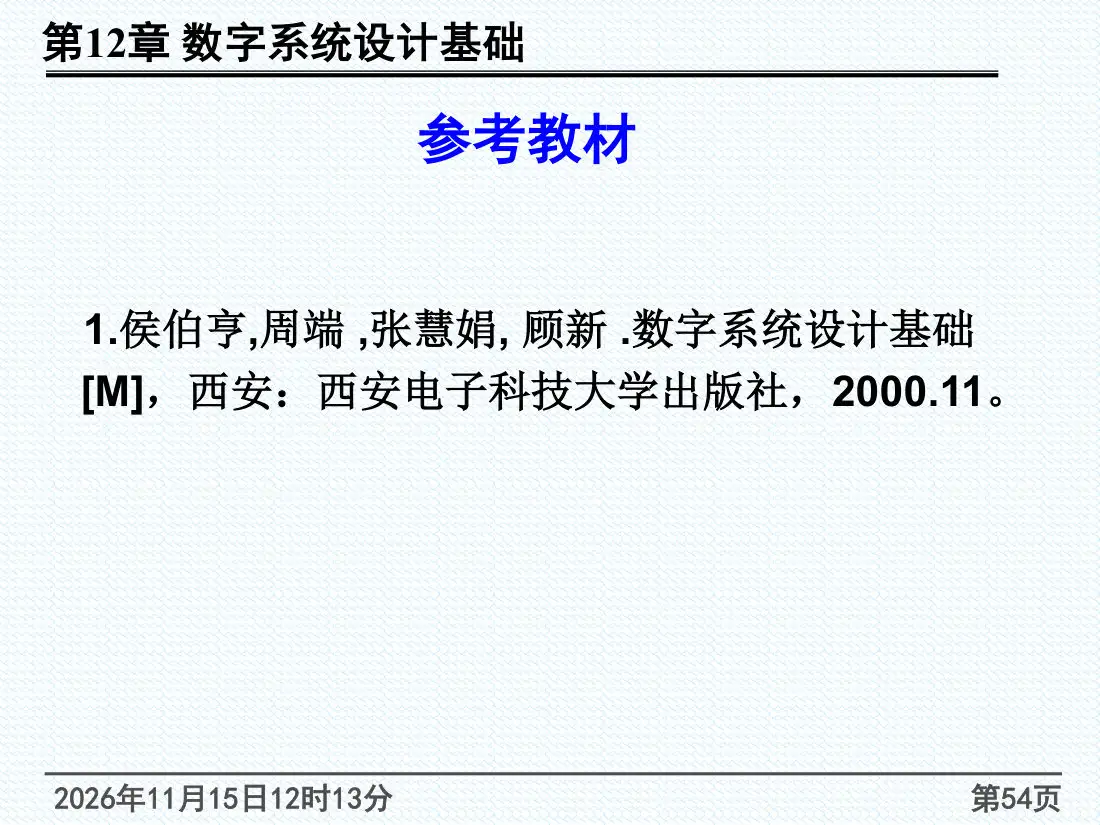 第12章 数字系统设计基础
参考教材
1.侯伯亨,周端 ,张慧娟, 顾新 .数字系统设计基础
[M]，西安：西安电子科技大学出版社，2000.11。
2026年11月15日12时13分
第54页